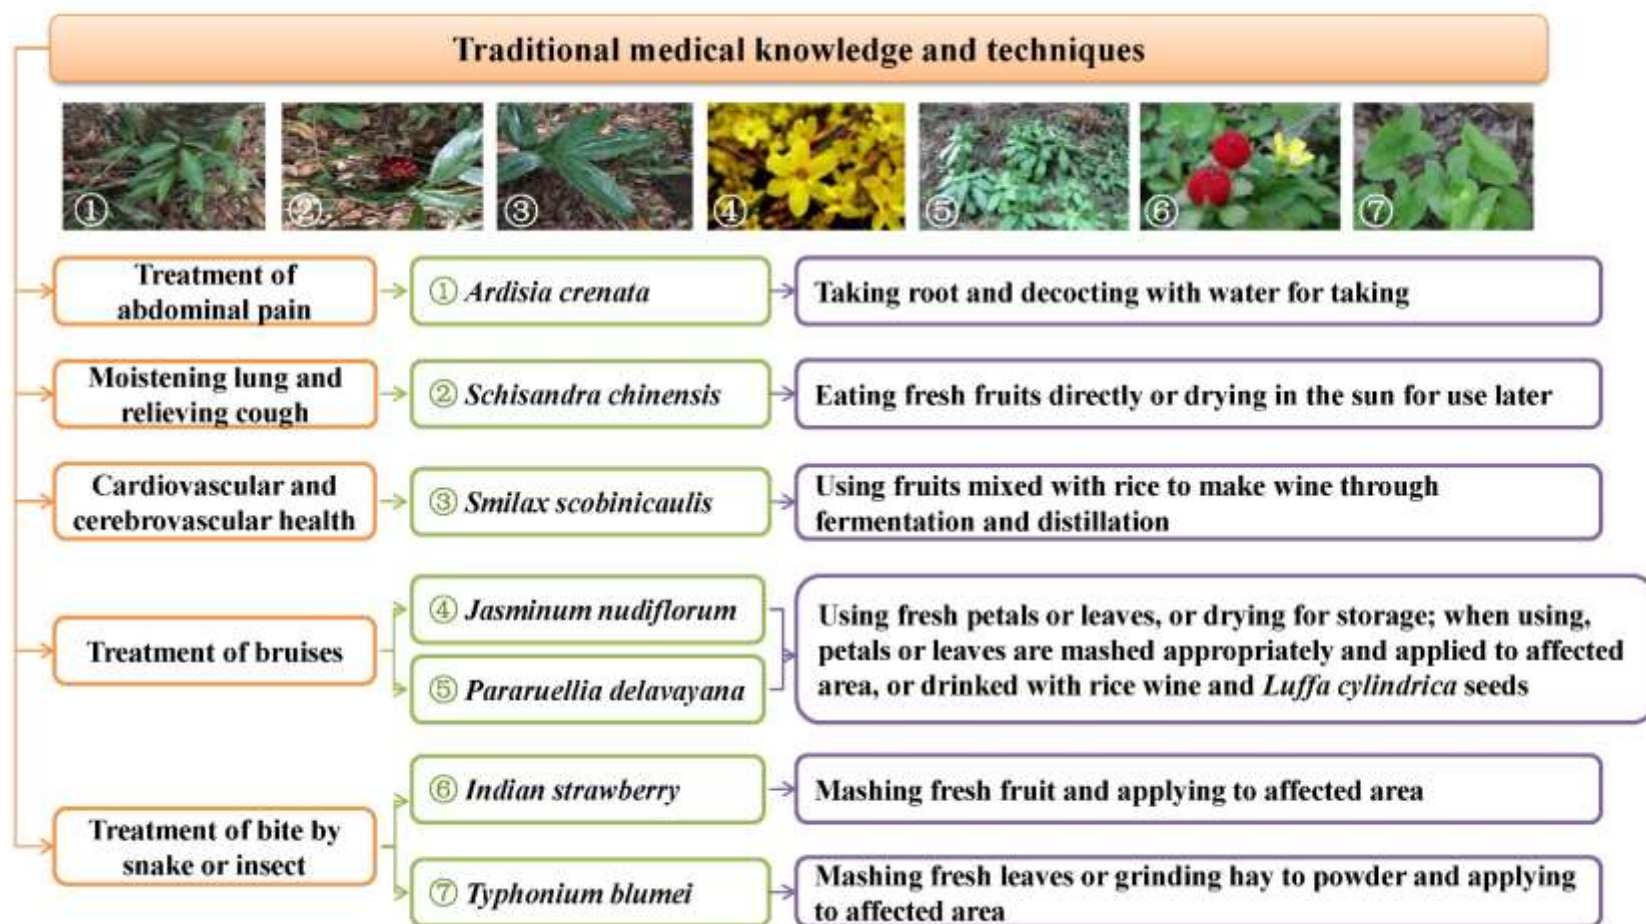 Traditional medical knowledge and techniques
① ② ③ ④ ⑤ ⑥ ⑦
Treatment of
abdominal pain
① Ardisia crenata
Taking root and decocting with water for taking
Moistening lung and
relieving cough
② Schisandra chinensis
Eating fresh fruits directly or drying in the sun for use later
Cardiovascular and
cerebrovascular health
③ Smilax scobinicaulis
Using fruits mixed with rice to make wine through
fermentation and distillation
Treatment of bruises
④ Jasminum nudiflorum
⑤ Pararuellia delavayana
Using fresh petals or leaves, or drying for storage; when using,
petals or leaves are mashed appropriately and applied to affected
area, or drinked with rice wine and Luffa cylindrica seeds
Treatment of bite by
snake or insect
⑥ Indian strawberry
Mashing fresh fruit and applying to affected area
⑦ Typhonium blumei
Mashing fresh leaves or grinding hay to powder and applying
to affected area